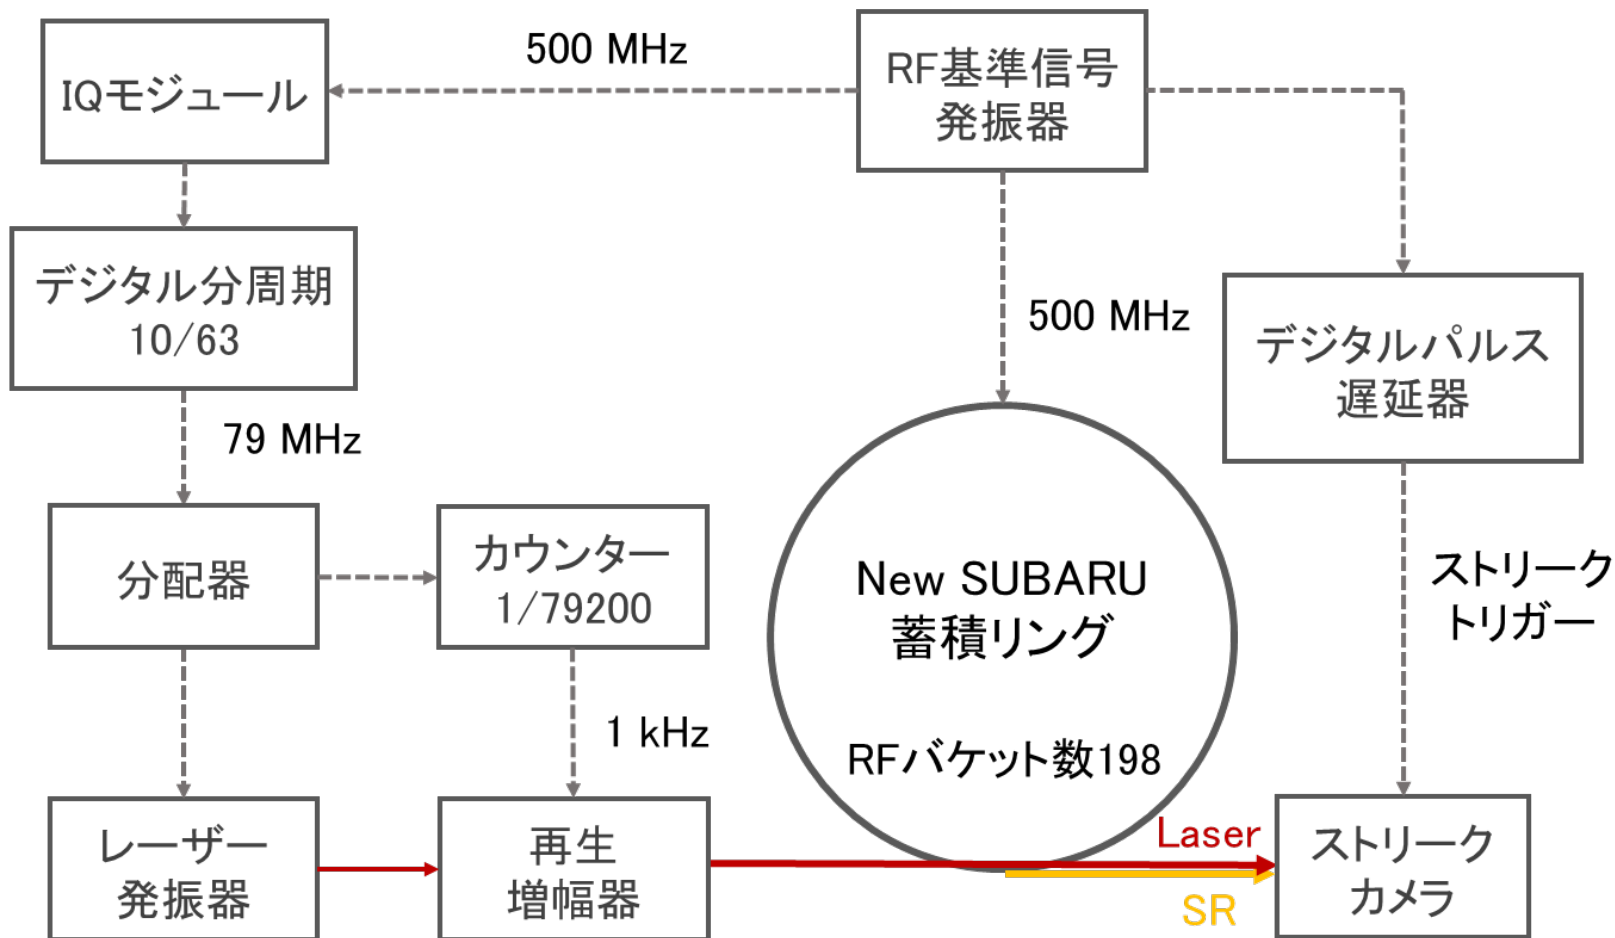 500 MHz
RF基準信号
発振器
IQモジュール
デジタル分周期
10/63
500 MHz
デジタルパルス
遅延器
79 MHz
分配器
カウンター
1/79200
New SUBARU
蓄積リング
ストリーク
トリガー
1 kHz
RFバケット数198
レーザー
発振器
再生
増幅器
Laser
SR
ストリーク
カメラ